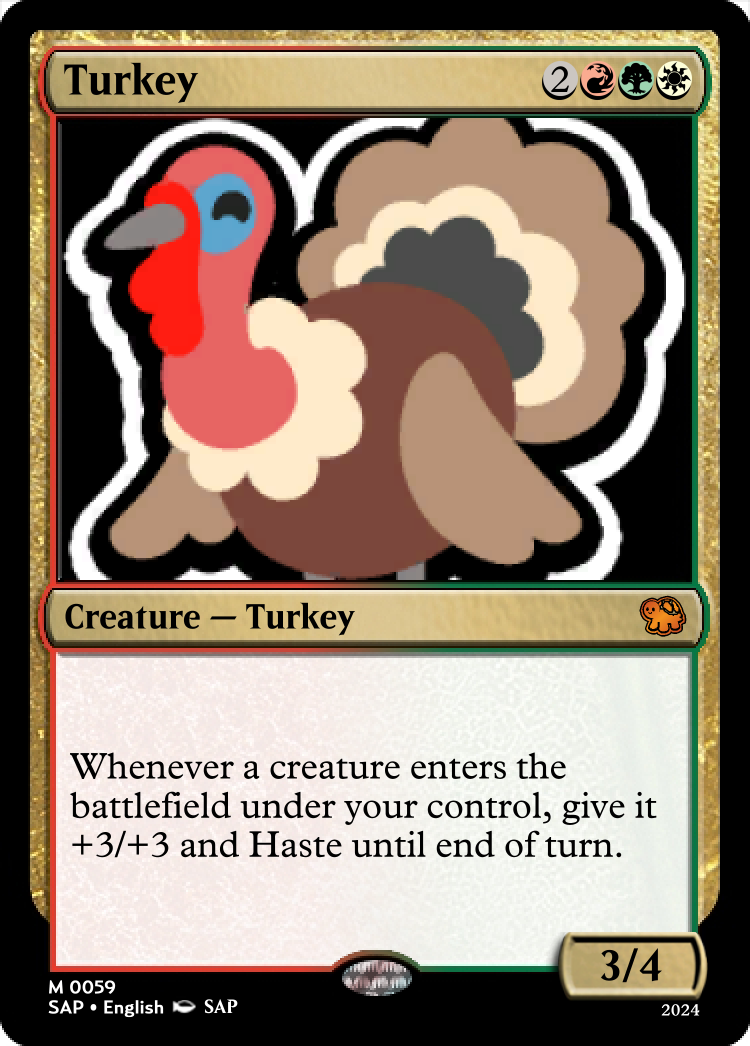 Turkey 2
Creature — Turkey
Whenever a creature enters the
battlefield under your control, give it
+3/+3 and Haste until end of turn.
3/4
M 0059
SAP • English SAP
2024